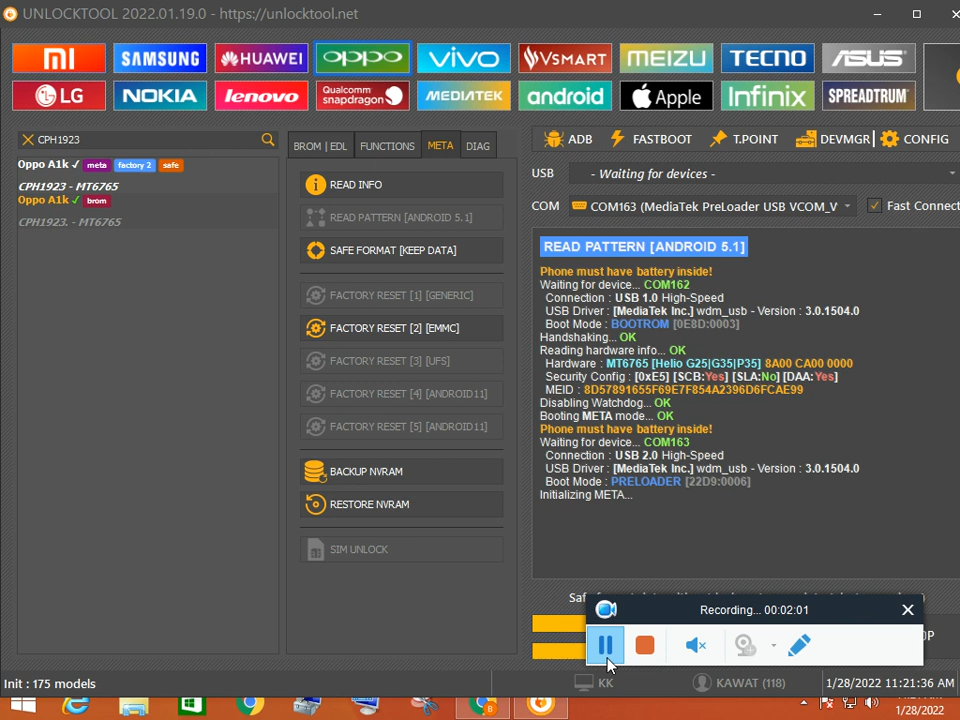 UNLOCKTOOL 2022.01.19.0 - https://unlocktool.net
mi SAMSUNG HUAWEI oppo vivo VSMART MEIZU TECNO ASUS
LG NOKIA lenovo Qualcomm snapdragon MEDIATEK android Apple Infinix SPREADTRUM
CPH1923
Oppo A1k ✓ meta factory 2 safe
CPH1923 - MT6765
Oppo A1k ✓ brom
CPH1923. - MT6765
BROM | EDL FUNCTIONS META DIAG
READ INFO
READ PATTERN [ANDROID 5.1]
SAFE FORMAT [KEEP DATA]
FACTORY RESET [1] [GENERIC]
FACTORY RESET [2] [EMMC]
FACTORY RESET [3] [UFS]
FACTORY RESET [4] [ANDROID11]
FACTORY RESET [5] [ANDROID11]
BACKUP NVRAM
RESTORE NVRAM
SIM UNLOCK
ADB FASTBOOT T.POINT DEVMGR CONFIG
USB - Waiting for devices -
COM COM163 (MediaTek PreLoader USB VCOM_V Fast Connect
READ PATTERN [ANDROID 5.1]
Phone must have battery inside!
Waiting for device... COM162
Connection : USB 1.0 High-Speed
USB Driver : [MediaTek Inc.] wdm_usb - Version : 3.0.1504.0
Boot Mode : BOOTROM [0E8D:0003]
Handshaking... OK
Reading hardware info... OK
Hardware : MT6765 [Helio G25|G35|P35] 8A00 CA00 0000
Security Config : [0xE5] [SCB:Yes] [SLA:No] [DAA:Yes]
MEID : 8D57891655F69E7F854A2396D6FCAE99
Disabling Watchdog... OK
Booting META mode... OK
Phone must have battery inside!
Waiting for device... COM163
Connection : USB 2.0 High-Speed
USB Driver : [MediaTek Inc.] wdm_usb - Version : 3.0.1504.0
Boot Mode : PRELOADER [22D9:0006]
Initializing META...
Recording... 00:02:01
Init : 175 models
KK KAWAT (118) 1/28/2022 11:21:36 AM
1/28/2022